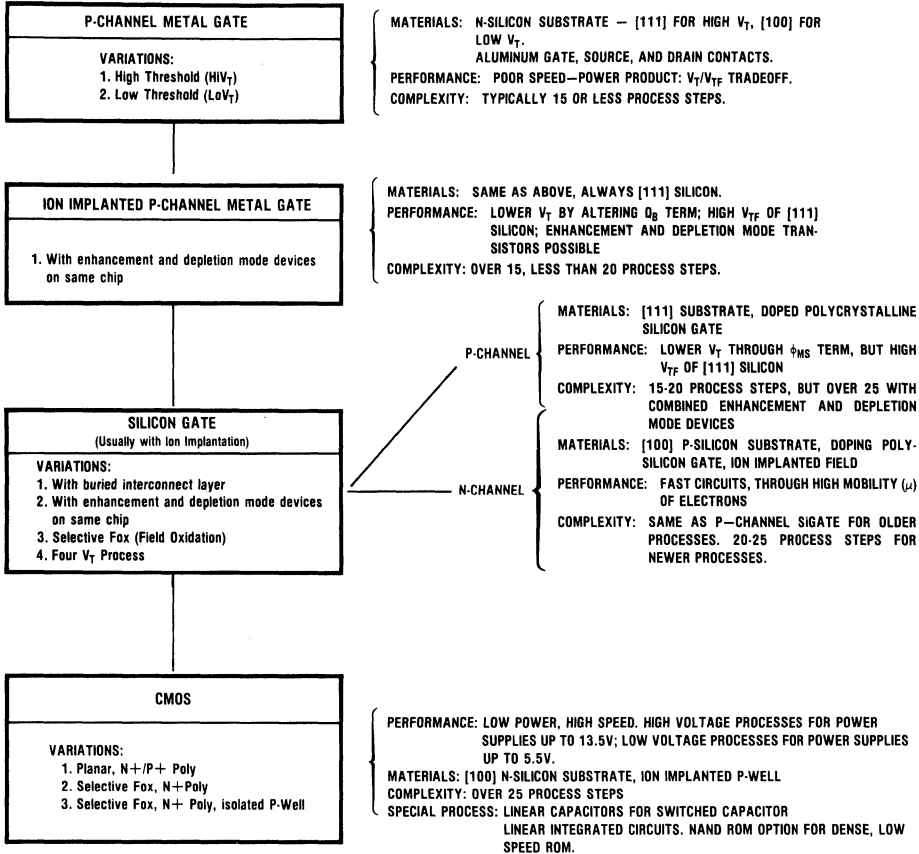 P-CHANNEL METAL GATE
VARIATIONS:
1. High Threshold (HiVT)
2. Low Threshold (LoVT)
MATERIALS: N-SILICON SUBSTRATE — [111] FOR HIGH VT, [100] FOR
LOW VT.
ALUMINUM GATE, SOURCE, AND DRAIN CONTACTS.
PERFORMANCE: POOR SPEED—POWER PRODUCT: VT/VTF TRADEOFF.
COMPLEXITY: TYPICALLY 15 OR LESS PROCESS STEPS.
ION IMPLANTED P-CHANNEL METAL GATE
1. With enhancement and depletion mode devices
on same chip
MATERIALS: SAME AS ABOVE, ALWAYS [111] SILICON.
PERFORMANCE: LOWER VT BY ALTERING QB TERM; HIGH VTF OF [111]
SILICON; ENHANCEMENT AND DEPLETION MODE TRAN-
SISTORS POSSIBLE
COMPLEXITY: OVER 15, LESS THAN 20 PROCESS STEPS.
SILICON GATE
(Usually with Ion Implantation)
VARIATIONS:
1. With buried interconnect layer
2. With enhancement and depletion mode devices
on same chip
3. Selective Fox (Field Oxidation)
4. Four VT Process
P-CHANNEL
MATERIALS: [111] SUBSTRATE, DOPED POLYCRYSTALLINE
SILICON GATE
PERFORMANCE: LOWER VT THROUGH ϕMS TERM, BUT HIGH
VTF OF [111] SILICON
COMPLEXITY: 15-20 PROCESS STEPS, BUT OVER 25 WITH
COMBINED ENHANCEMENT AND DEPLETION
MODE DEVICES
N-CHANNEL
MATERIALS: [100] P-SILICON SUBSTRATE, DOPING POLY-
SILICON GATE, ION IMPLANTED FIELD
PERFORMANCE: FAST CIRCUITS, THROUGH HIGH MOBILITY (μ)
OF ELECTRONS
COMPLEXITY: SAME AS P—CHANNEL SiGATE FOR OLDER
PROCESSES. 20-25 PROCESS STEPS FOR
NEWER PROCESSES.
CMOS
VARIATIONS:
1. Planar, N+/P+ Poly
2. Selective Fox, N+Poly
3. Selective Fox, N+ Poly, isolated P-Well
PERFORMANCE: LOW POWER, HIGH SPEED. HIGH VOLTAGE PROCESSES FOR POWER
SUPPLIES UP TO 13.5V; LOW VOLTAGE PROCESSES FOR POWER SUPPLIES
UP TO 5.5V.
MATERIALS: [100] N-SILICON SUBSTRATE, ION IMPLANTED P-WELL
COMPLEXITY: OVER 25 PROCESS STEPS
SPECIAL PROCESS: LINEAR CAPACITORS FOR SWITCHED CAPACITOR
LINEAR INTEGRATED CIRCUITS. NAND ROM OPTION FOR DENSE, LOW
SPEED ROM.